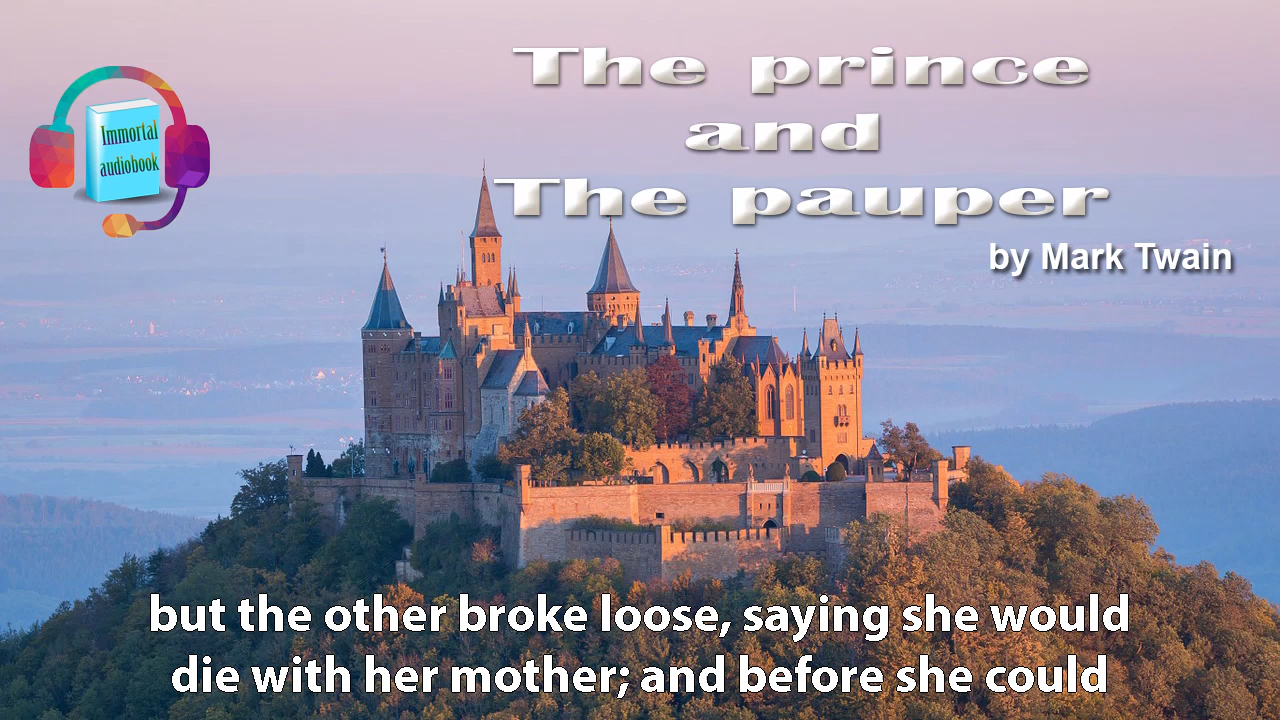 Immortal
audiobook
The prince
and
The pauper
by Mark Twain
but the other broke loose, saying she would
die with her mother; and before she could